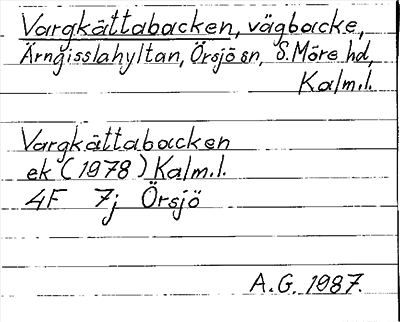 Vargkättabacken, vägbacke,
Ärngisslahyltan, Örsjö sn, S. Möre hd,
Kalm.l.
Vargkättabacken
ek (1978) Kalm.l.
4F 7j Örsjö
A.G. 1987.